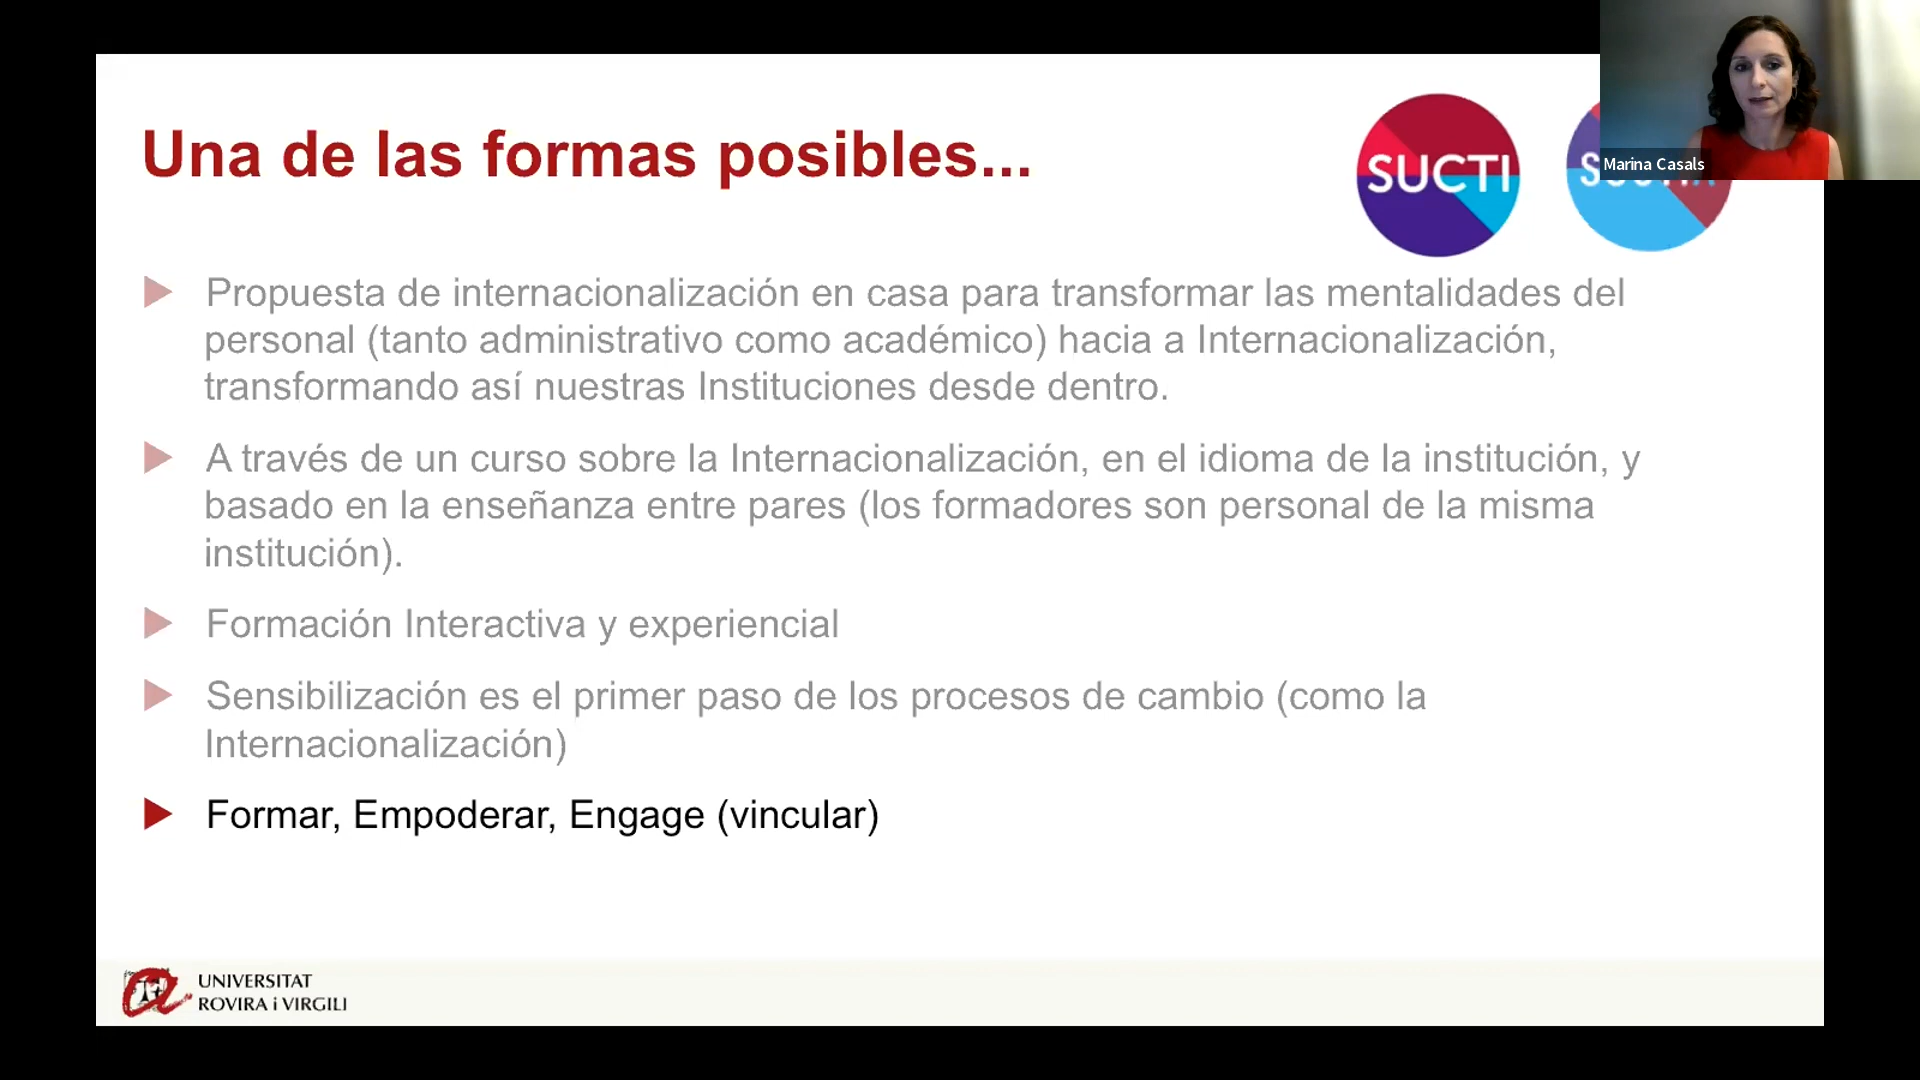 Una de las formas posibles...
SUCTI
Marina Casals
Propuesta de internacionalización en casa para transformar las mentalidades del
personal (tanto administrativo como académico) hacia a Internacionalización,
transformando así nuestras Instituciones desde dentro.
A través de un curso sobre la Internacionalización, en el idioma de la institución, y
basado en la enseñanza entre pares (los formadores son personal de la misma
institución).
Formación Interactiva y experiencial
Sensibilización es el primer paso de los procesos de cambio (como la
Internacionalización)
Formar, Empoderar, Engage (vincular)
UNIVERSITAT
ROVIRA i VIRGILI